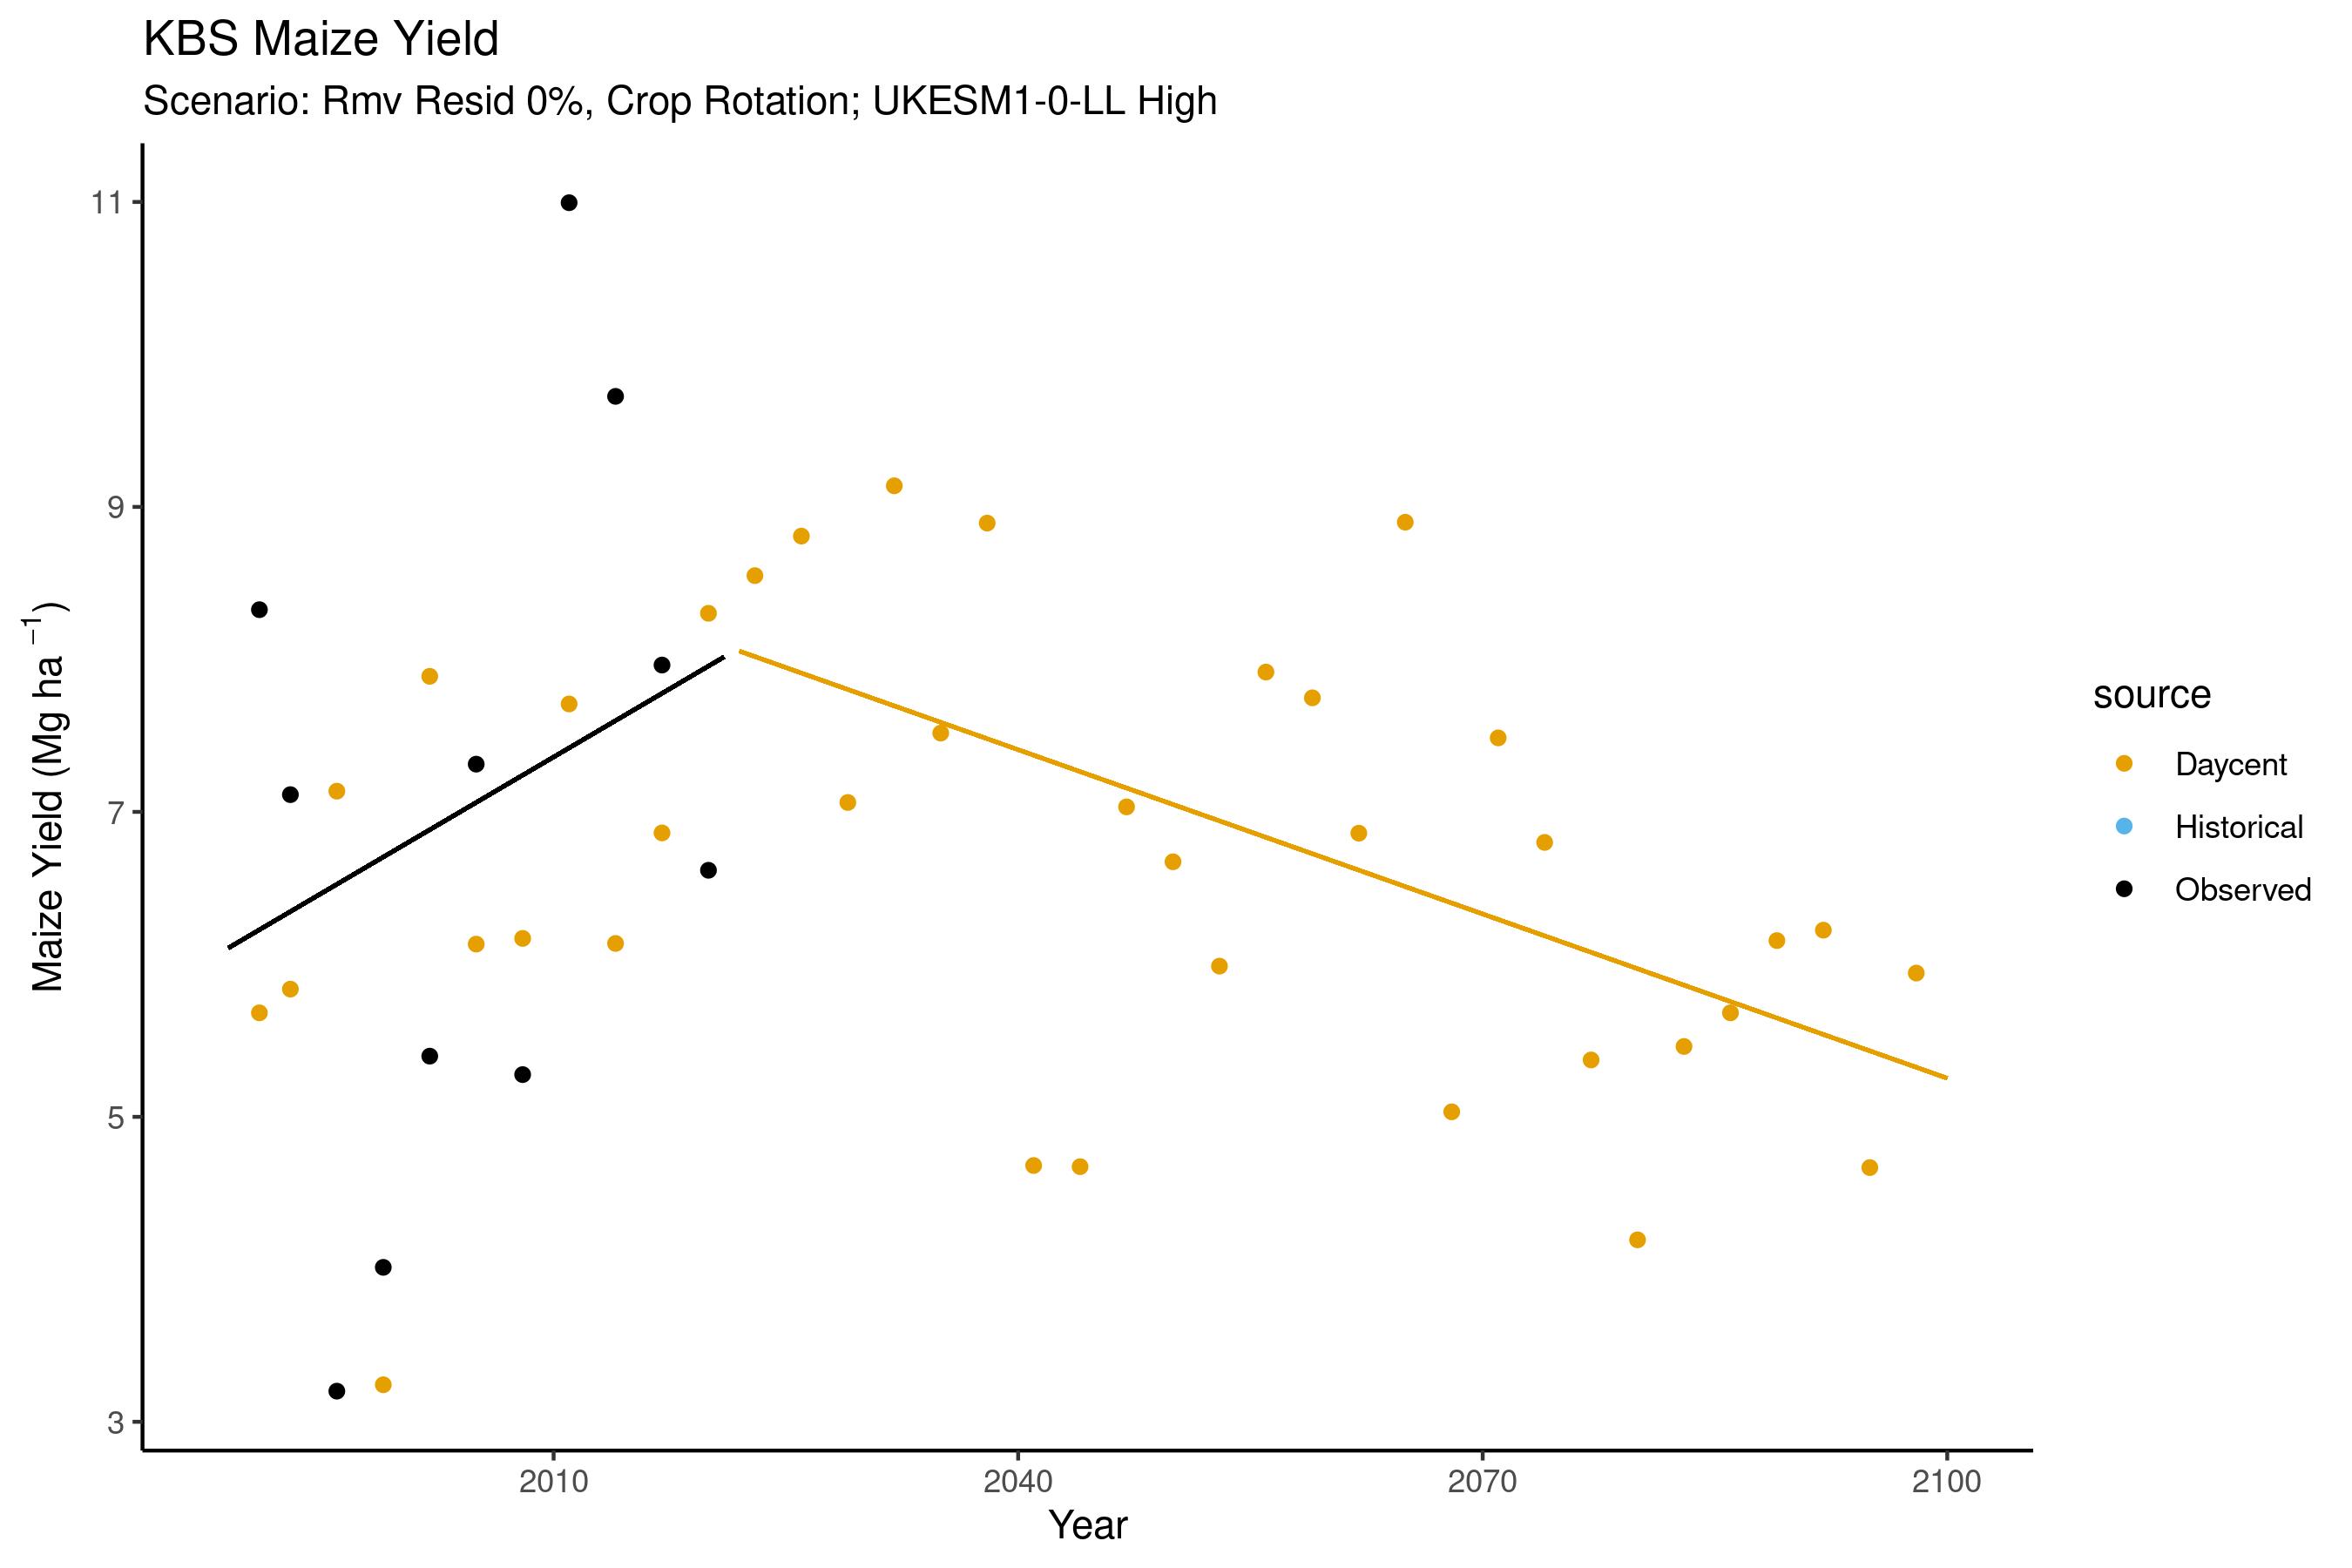 KBS Maize Yield
Scenario: Rmv Resid 0%, Crop Rotation; UKESM1-0-LL High
Maize Yield (Mg ha⁻¹)
11
9
7
5
3
2010
2040
2070
2100
Year
source
Daycent
Historical
Observed